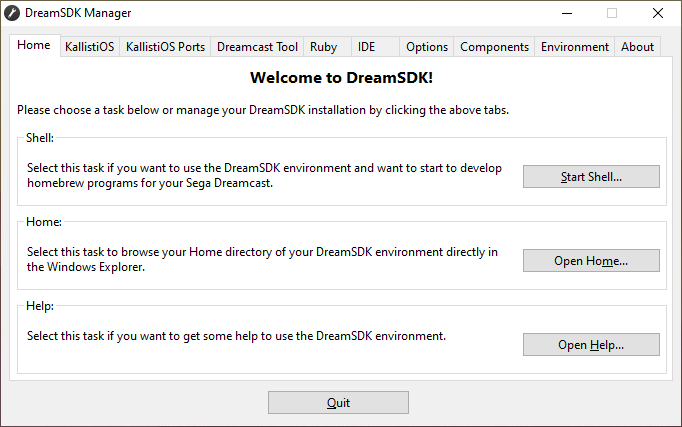 DreamSDK Manager
Home KallistiOS KallistiOS Ports Dreamcast Tool Ruby IDE Options Components Environment About
Welcome to DreamSDK!
Please choose a task below or manage your DreamSDK installation by clicking the above tabs.
Shell:
Select this task if you want to use the DreamSDK environment and want to start to develop
homebrew programs for your Sega Dreamcast.
Start Shell...
Home:
Select this task to browse your Home directory of your DreamSDK environment directly in
the Windows Explorer.
Open Home...
Help:
Select this task if you want to get some help to use the DreamSDK environment.
Open Help...
Quit